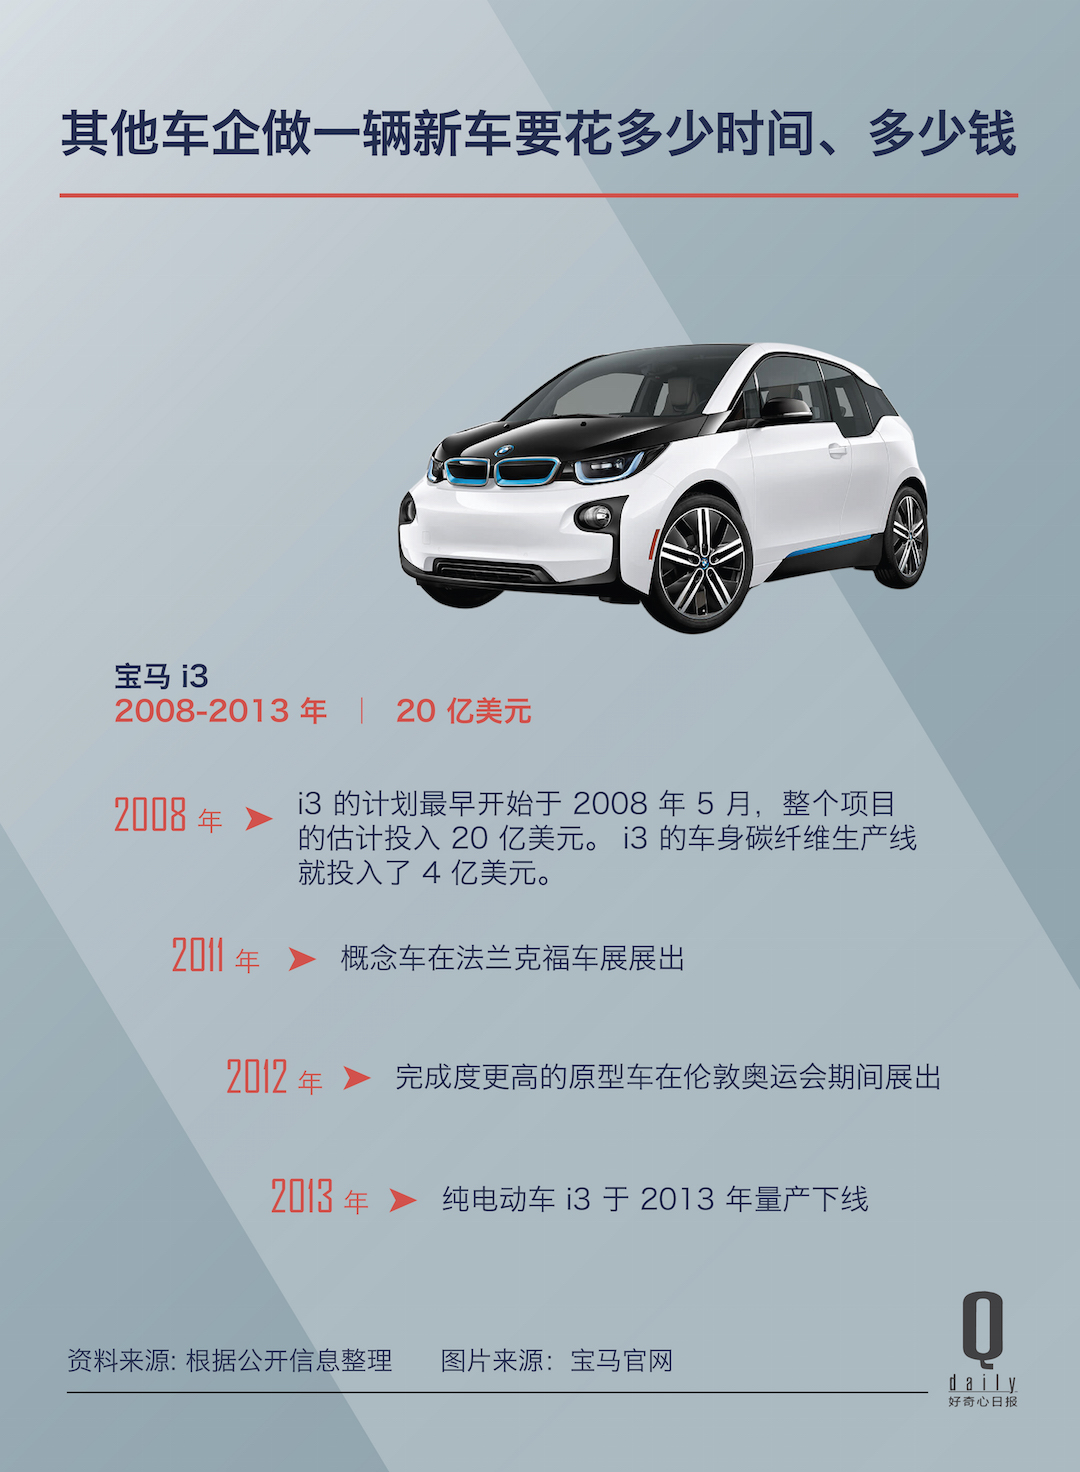 其他车企做一辆新车要花多少时间、多少钱
宝马 i3
2008-2013 年 | 20 亿美元
2008 年
i3 的计划最早开始于 2008 年 5 月，整个项目
的估计投入 20 亿美元。 i3 的车身碳纤维生产线
就投入了 4 亿美元。
2011 年
概念车在法兰克福车展展出
2012 年
完成度更高的原型车在伦敦奥运会期间展出
2013 年
纯电动车 i3 于 2013 年量产下线
资料来源: 根据公开信息整理 图片来源：宝马官网
Q
daily
好奇心日报